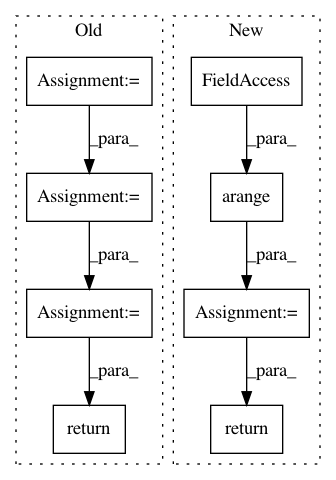 Old
New
Assignment:=
FieldAccess
_para_
_para_
Assignment:=
arange
_para_
_para_
Assignment:=
Assignment:=
_para_
_para_
return
return